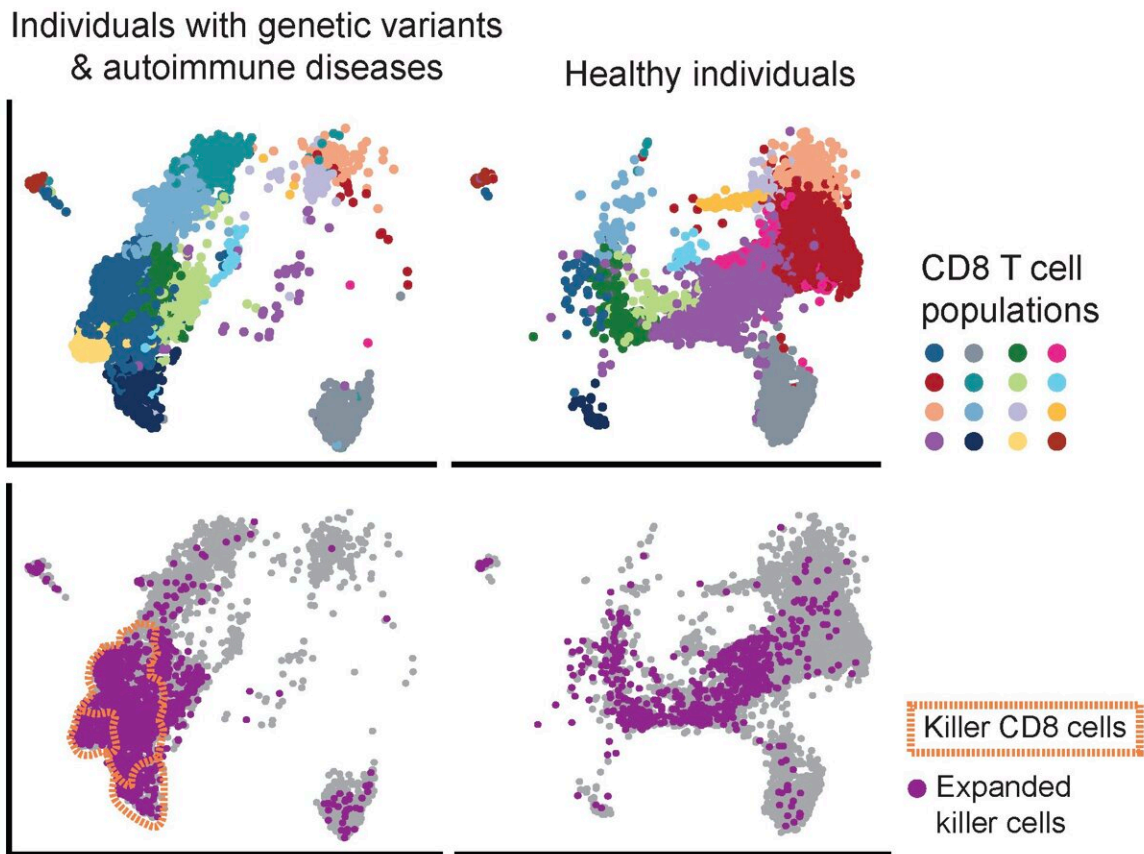 Individuals with genetic variants
& autoimmune diseases
Healthy individuals
CD8 T cell
populations
Killer CD8 cells
Expanded
killer cells